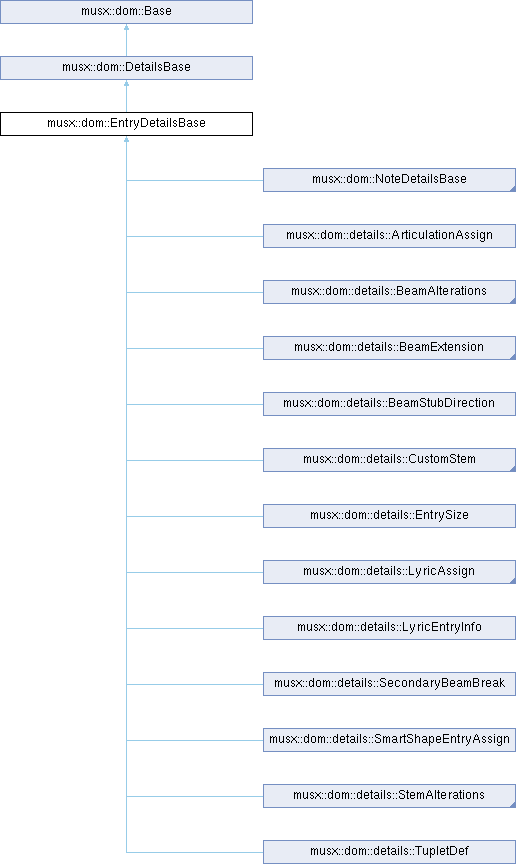 musx::dom::Base
musx::dom::DetailsBase
musx::dom::EntryDetailsBase
musx::dom::NoteDetailsBase
musx::dom::details::ArticulationAssign
musx::dom::details::BeamAlterations
musx::dom::details::BeamExtension
musx::dom::details::BeamStubDirection
musx::dom::details::CustomStem
musx::dom::details::EntrySize
musx::dom::details::LyricAssign
musx::dom::details::LyricEntryInfo
musx::dom::details::SecondaryBeamBreak
musx::dom::details::SmartShapeEntryAssign
musx::dom::details::StemAlterations
musx::dom::details::TupletDef